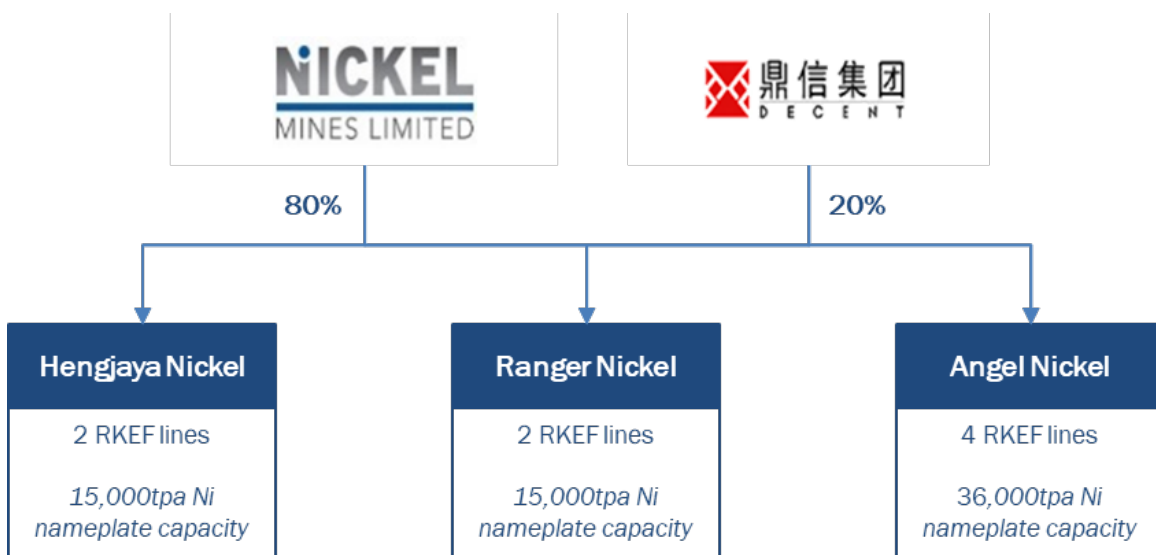 NiCKEL
MINES LIMITED
鼎信集团
DECENT
80%
20%
Hengjaya Nickel
Ranger Nickel
Angel Nickel
2 RKEF lines
2 RKEF lines
4 RKEF lines
15,000tpa Ni
nameplate capacity
15,000tpa Ni
nameplate capacity
36,000tpa Ni
nameplate capacity